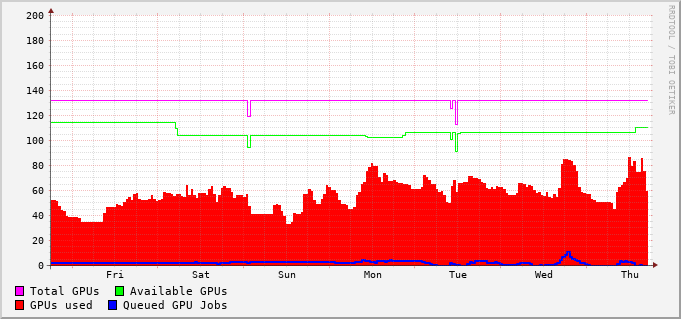 200
180
160
140
120
100
80
60
40
20
0
Fri Sat Sun Mon Tue Wed Thu
Total GPUs Available GPUs
GPUs used Queued GPU Jobs
RRDTOOL / TOBI OETIKER